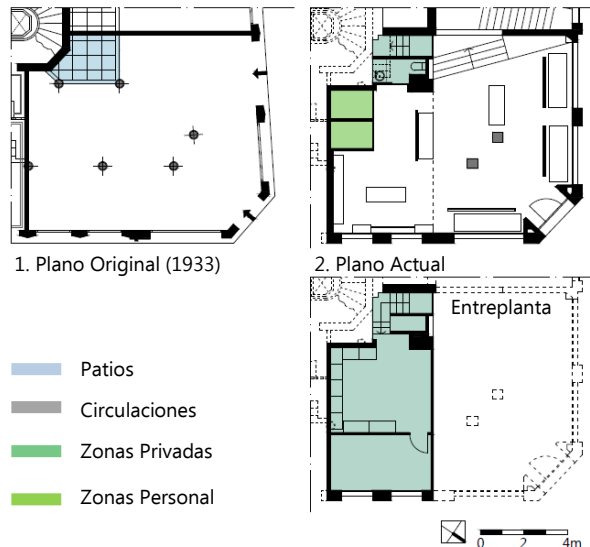 1. Plano Original (1933)
2. Plano Actual
Entreplanta
Patios
Circulaciones
Zonas Privadas
Zonas Personal
0 2 4m